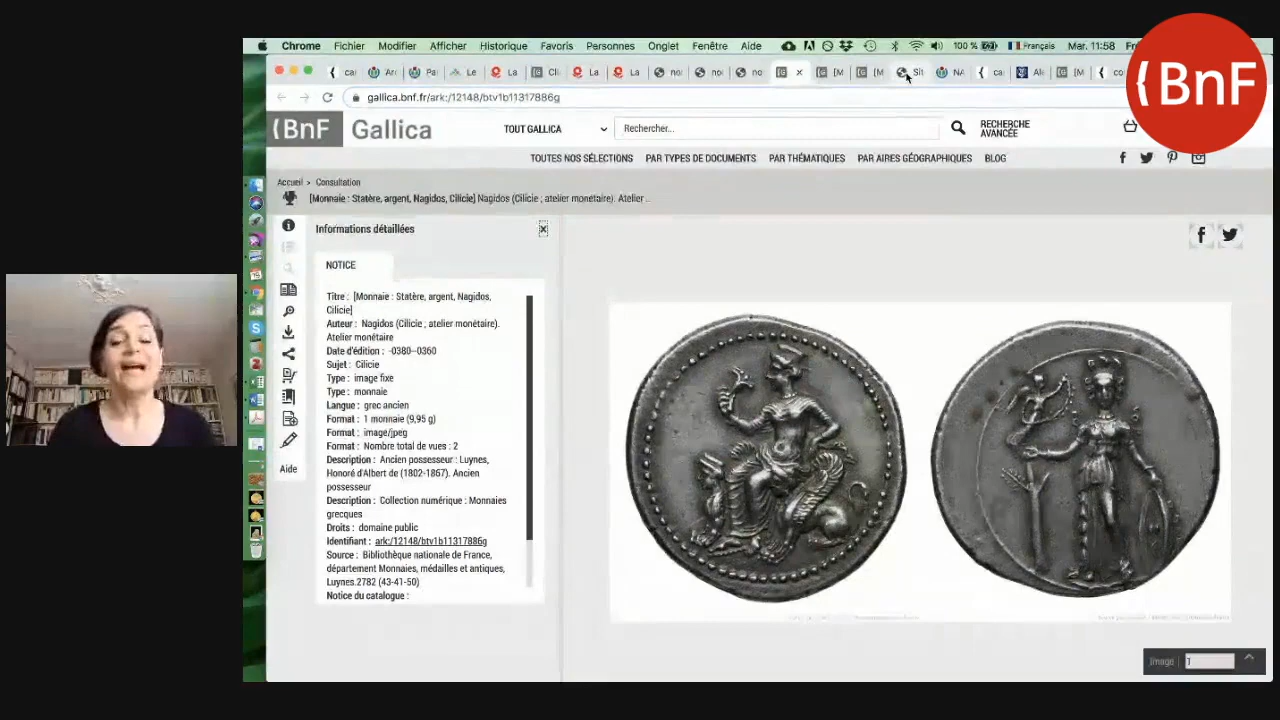 Chrome Fichier Modifier Afficher Historique Favoris Personnes Onglet Fenêtre Aide 100 % Français Mar. 11:58
gallica.bnf.fr/ark:/12148/btv1b11317886g
{BnF
{BnF Gallica TOUT GALLICA Rechercher... RECHERCHE
AVANCÉE
TOUTES NOS SÉLECTIONS PAR TYPES DE DOCUMENTS PAR THÉMATIQUES PAR AIRES GÉOGRAPHIQUES BLOG
Accueil > Consultation
[Monnaie : Statère, argent, Nagidos, Cilicie] Nagidos (Cilicie ; atelier monétaire). Atelier ...
Informations détaillées
NOTICE
Titre : [Monnaie : Statère, argent, Nagidos,
Cilicie]
Auteur : Nagidos (Cilicie ; atelier monétaire).
Atelier monétaire
Date d'édition : -0380--0360
Sujet : Cilicie
Type : image fixe
Type : monnaie
Langue : grec ancien
Format : 1 monnaie (9,95 g)
Format : image/jpeg
Format : Nombre total de vues : 2
Description : Ancien possesseur : Luynes,
Honoré d'Albert de (1802-1867). Ancien
possesseur
Description : Collection numérique : Monnaies
grecques
Droits : domaine public
Identifiant : ark:/12148/btv1b11317886g
Source : Bibliothèque nationale de France,
département Monnaies, médailles et antiques,
Luynes.2782 (43-41-50)
Notice du catalogue :
Aide
Image 1